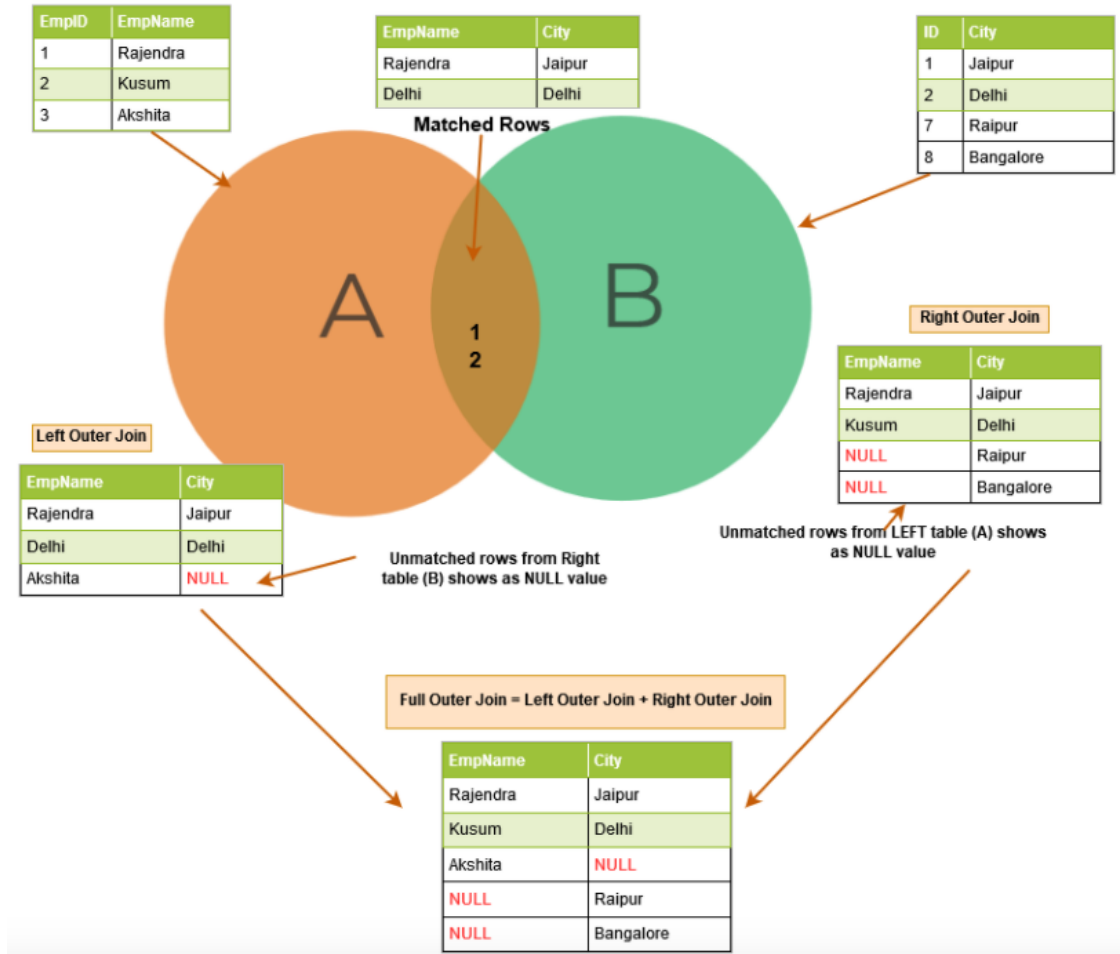 EmpID EmpName
1 Rajendra
2 Kusum
3 Akshita
EmpName City
Rajendra Jaipur
Delhi Delhi
Matched Rows
ID City
1 Jaipur
2 Delhi
7 Raipur
8 Bangalore
A
B
1
2
Left Outer Join
EmpName City
Rajendra Jaipur
Delhi Delhi
Akshita NULL
Unmatched rows from Right
table (B) shows as NULL value
Right Outer Join
EmpName City
Rajendra Jaipur
Kusum Delhi
NULL Raipur
NULL Bangalore
Unmatched rows from LEFT table (A) shows
as NULL value
Full Outer Join = Left Outer Join + Right Outer Join
EmpName City
Rajendra Jaipur
Kusum Delhi
Akshita NULL
NULL Raipur
NULL Bangalore